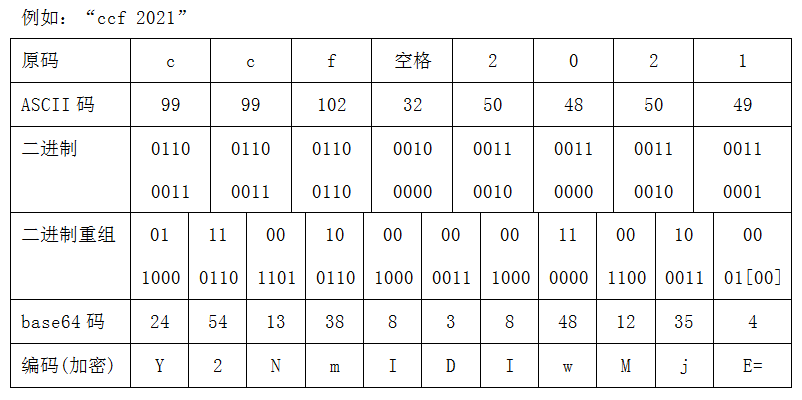 例如：“ccf 2021”
原码 c c f 空格 2 0 2 1
ASCII 码 99 99 102 32 50 48 50 49
二进制 0110 0110 0110 0010 0011 0011 0011 0011
0011 0011 0110 0000 0010 0000 0010 0001
二进制重组 01 11 00 10 00 00 00 11 00 10 00
1000 0110 1101 0110 1000 0011 1000 0000 1100 0011 01[00]
base64 码 24 54 13 38 8 3 8 48 12 35 4
编码(加密) Y 2 N m I D I w M j E=